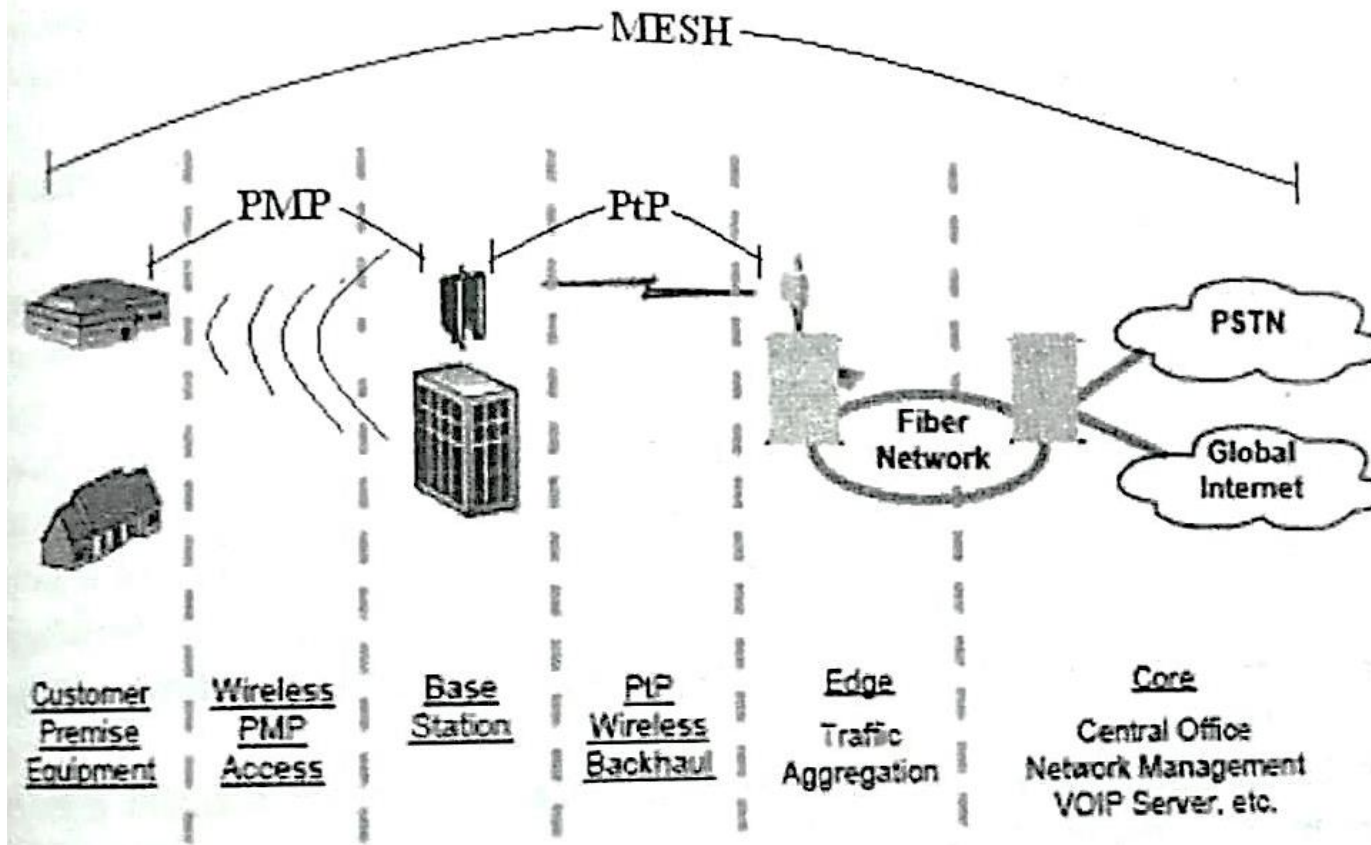 MESH
PMP
PtP
PSTN
Fiber
Network
Global
Internet
Customer
Premise
Equipment
Wireless
PMP
Access
Base
Station
PtP
Wireless
Backhaul
Edge
Traffic
Aggregation
Core
Central Office
Network Management
VOIP Server, etc.